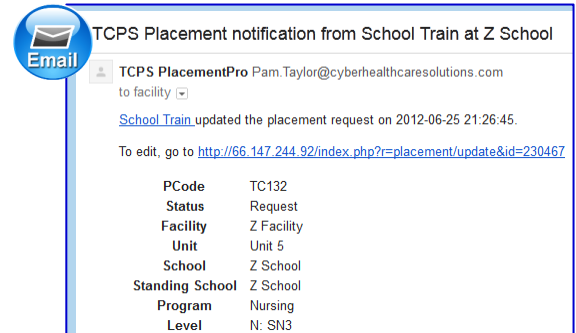 Email
TCPS Placement notification from School Train at Z School
TCPS PlacementPro Pam.Taylor@cyberhealthcaresolutions.com
to facility
School Train updated the placement request on 2012-06-25 21:26:45.
To edit, go to http://66.147.244.92/index.php?r=placement/update&id=230467
PCode TC132
Status Request
Facility Z Facility
Unit Unit 5
School Z School
Standing School Z School
Program Nursing
Level N: SN3